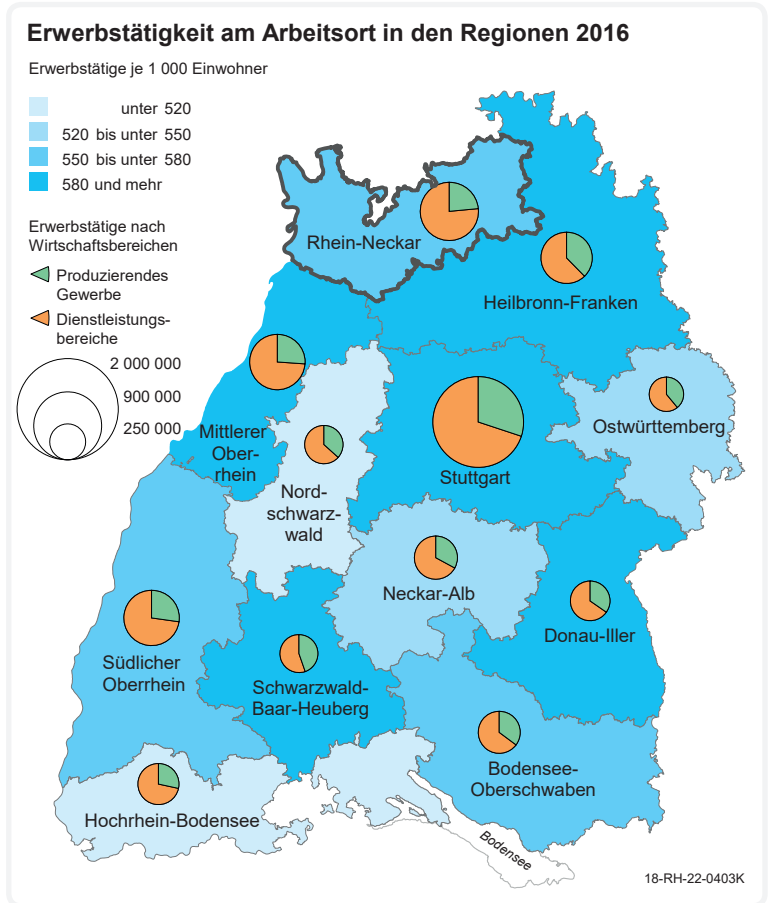 Erwerbstätigkeit am Arbeitsort in den Regionen 2016
Erwerbstätige je 1 000 Einwohner
unter 520
520 bis unter 550
550 bis unter 580
580 und mehr
Erwerbstätige nach
Wirtschaftsbereichen
Produzierendes
Gewerbe
Dienstleistungs-
bereiche
2 000 000
900 000
250 000
Rhein-Neckar
Heilbronn-Franken
Mittlerer
Ober-
rhein
Nord-
schwarz-
wald
Stuttgart
Ostwürttemberg
Neckar-Alb
Donau-Iller
Südlicher
Oberrhein
Schwarzwald-
Baar-Heuberg
Bodensee-
Oberschwaben
Hochrhein-Bodensee
Bodensee
18-RH-22-0403K